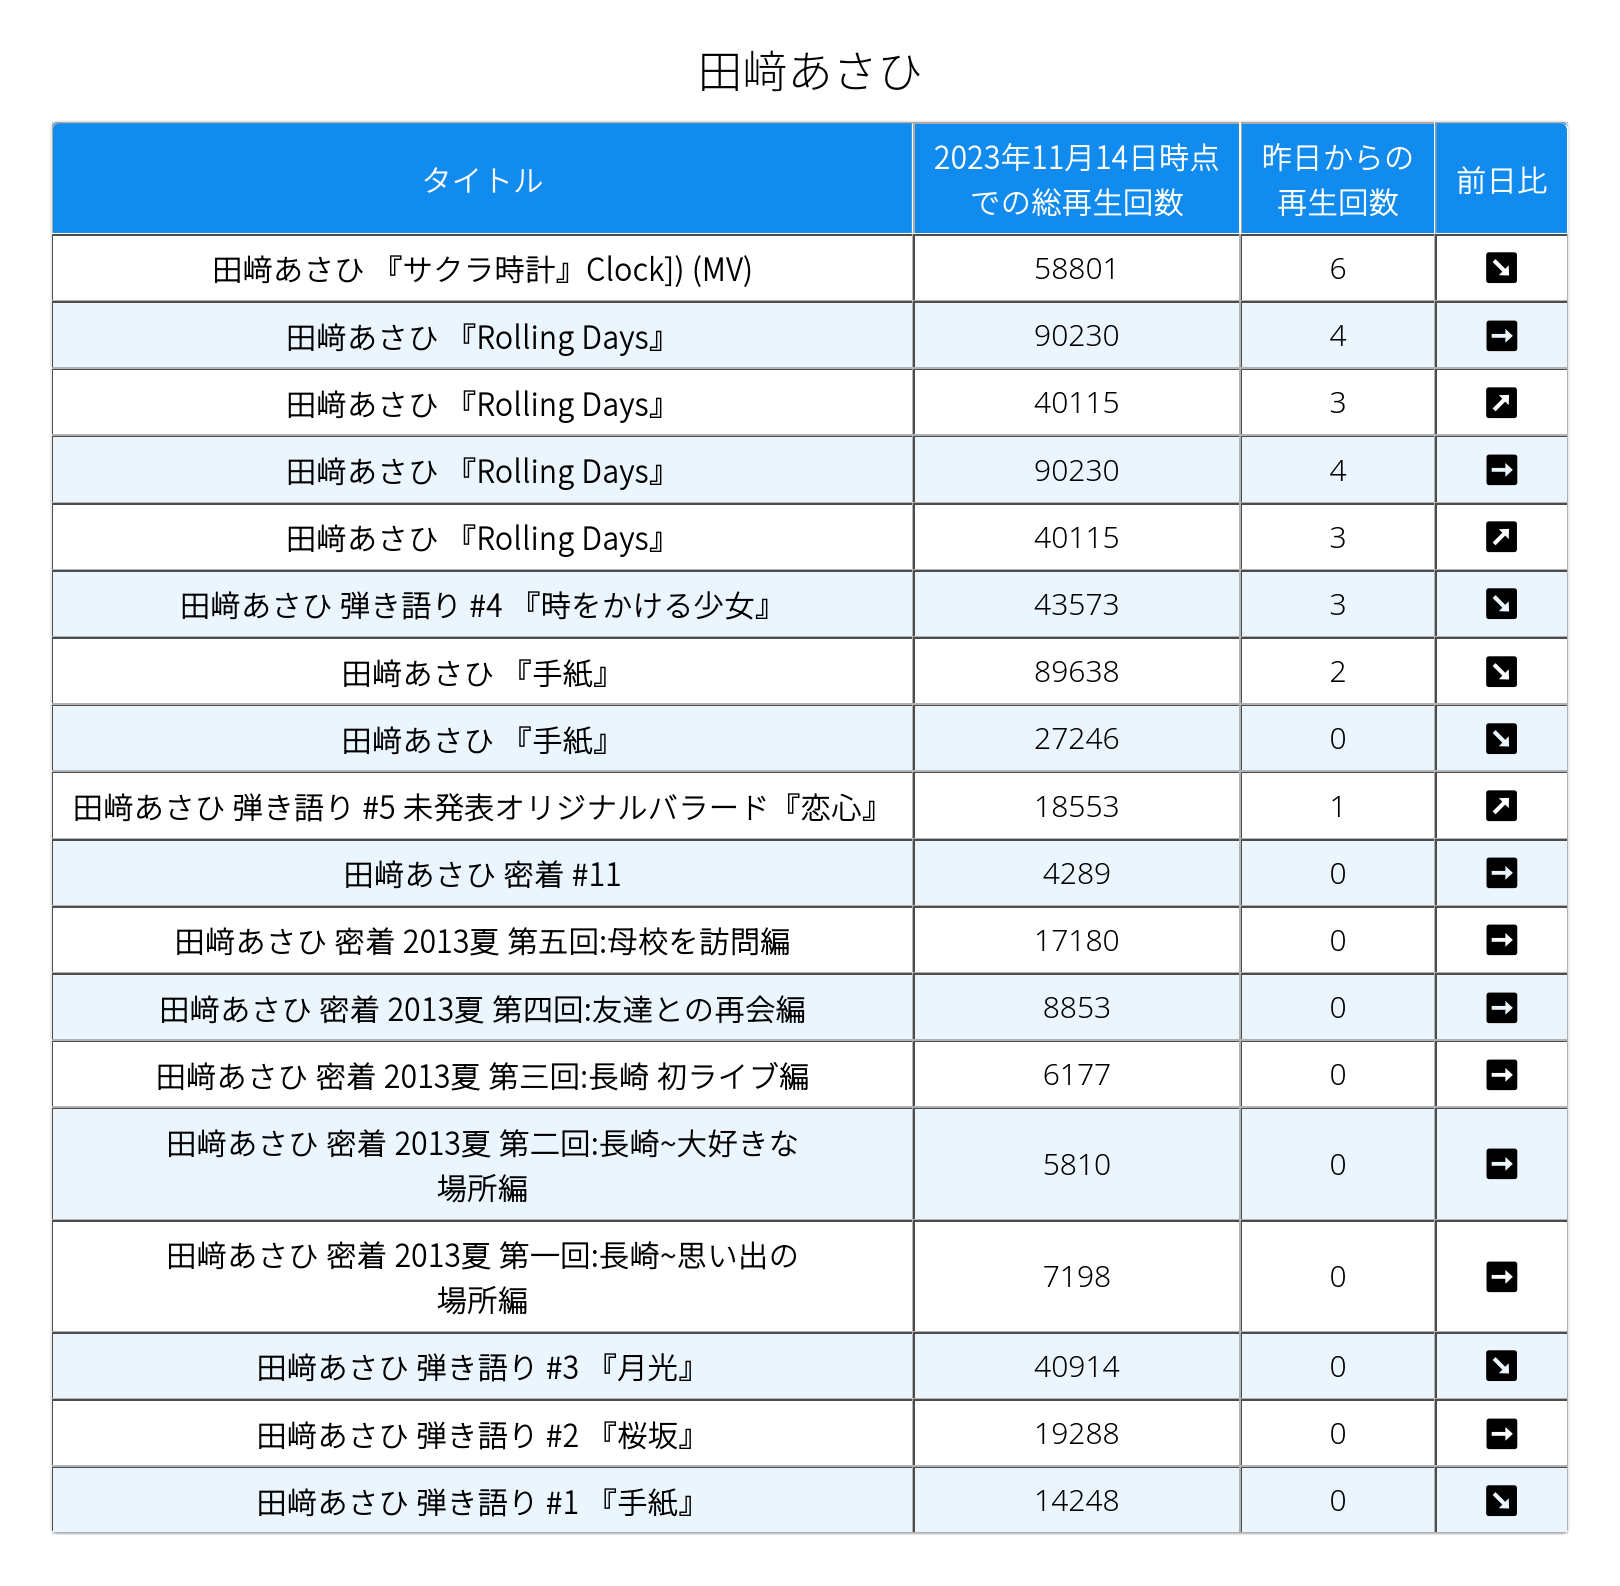 田﨑あさひ
タイトル 2023年11月14日時点での総再生回数 昨日からの再生回数 前日比
田﨑あさひ 『サクラ時計』Clock]) (MV) 58801 6 ↘
田﨑あさひ 『Rolling Days』 90230 4 →
田﨑あさひ 『Rolling Days』 40115 3 ↗
田﨑あさひ 『Rolling Days』 90230 4 →
田﨑あさひ 『Rolling Days』 40115 3 ↗
田﨑あさひ 弾き語り #4 『時をかける少女』 43573 3 ↘
田﨑あさひ 『手紙』 89638 2 ↘
田﨑あさひ 『手紙』 27246 0 ↘
田﨑あさひ 弾き語り #5 未発表オリジナルバラード『恋心』 18553 1 ↗
田﨑あさひ 密着 #11 4289 0 →
田﨑あさひ 密着 2013夏 第五回:母校を訪問編 17180 0 →
田﨑あさひ 密着 2013夏 第四回:友達との再会編 8853 0 →
田﨑あさひ 密着 2013夏 第三回:長崎 初ライブ編 6177 0 →
田﨑あさひ 密着 2013夏 第二回:長崎~大好きな
場所編 5810 0 →
田﨑あさひ 密着 2013夏 第一回:長崎~思い出の
場所編 7198 0 →
田﨑あさひ 弾き語り #3 『月光』 40914 0 ↘
田﨑あさひ 弾き語り #2 『桜坂』 19288 0 →
田﨑あさひ 弾き語り #1 『手紙』 14248 0 ↘